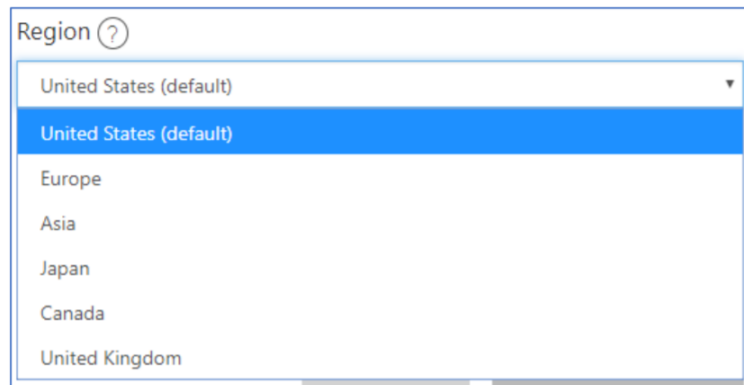 Region ?
United States (default)
United States (default)
Europe
Asia
Japan
Canada
United Kingdom